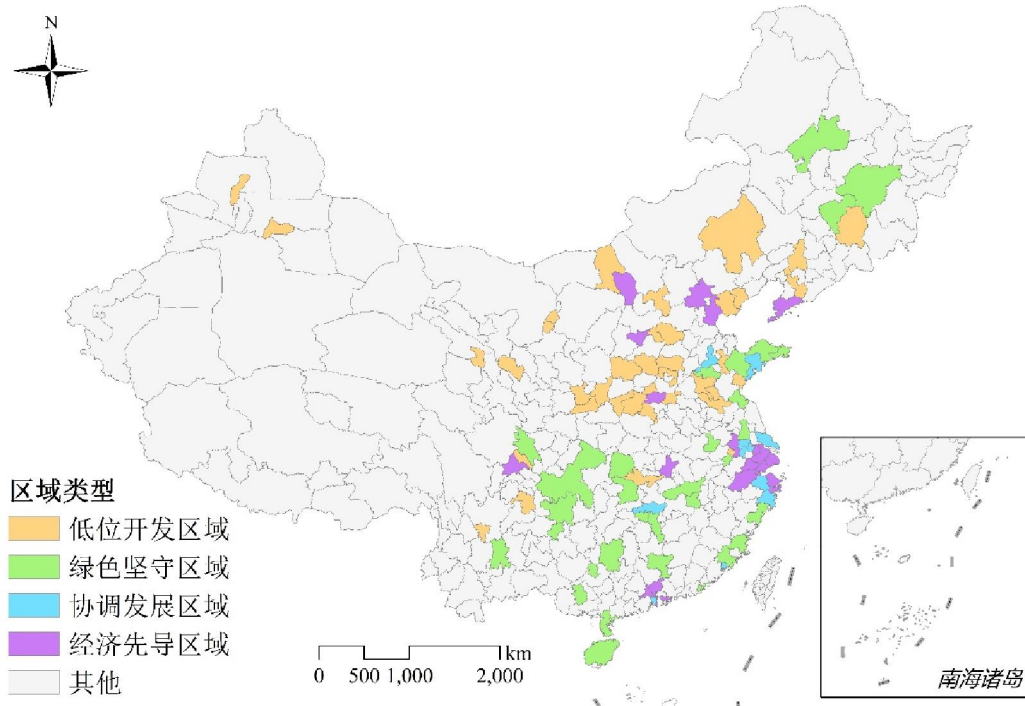 N
区域类型
低位开发区域
绿色坚守区域
协调发展区域
经济先导区域
其他
km
0 500 1,000 2,000
南海诸岛